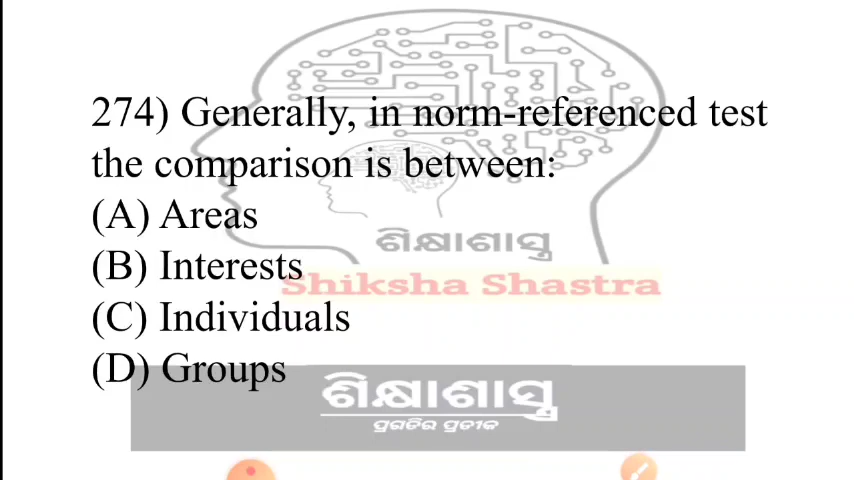 274) Generally, in norm-referenced test
the comparison is between:
(A) Areas
ଶିକ୍ଷାଶାସ୍ତ୍ର
(B) Interests
Shiksha Shastra
(C) Individuals
(D) Groups
ଶିକ୍ଷାଶାସ୍ତ୍ର
ପ୍ରଗତିର ପ୍ରତୀକ